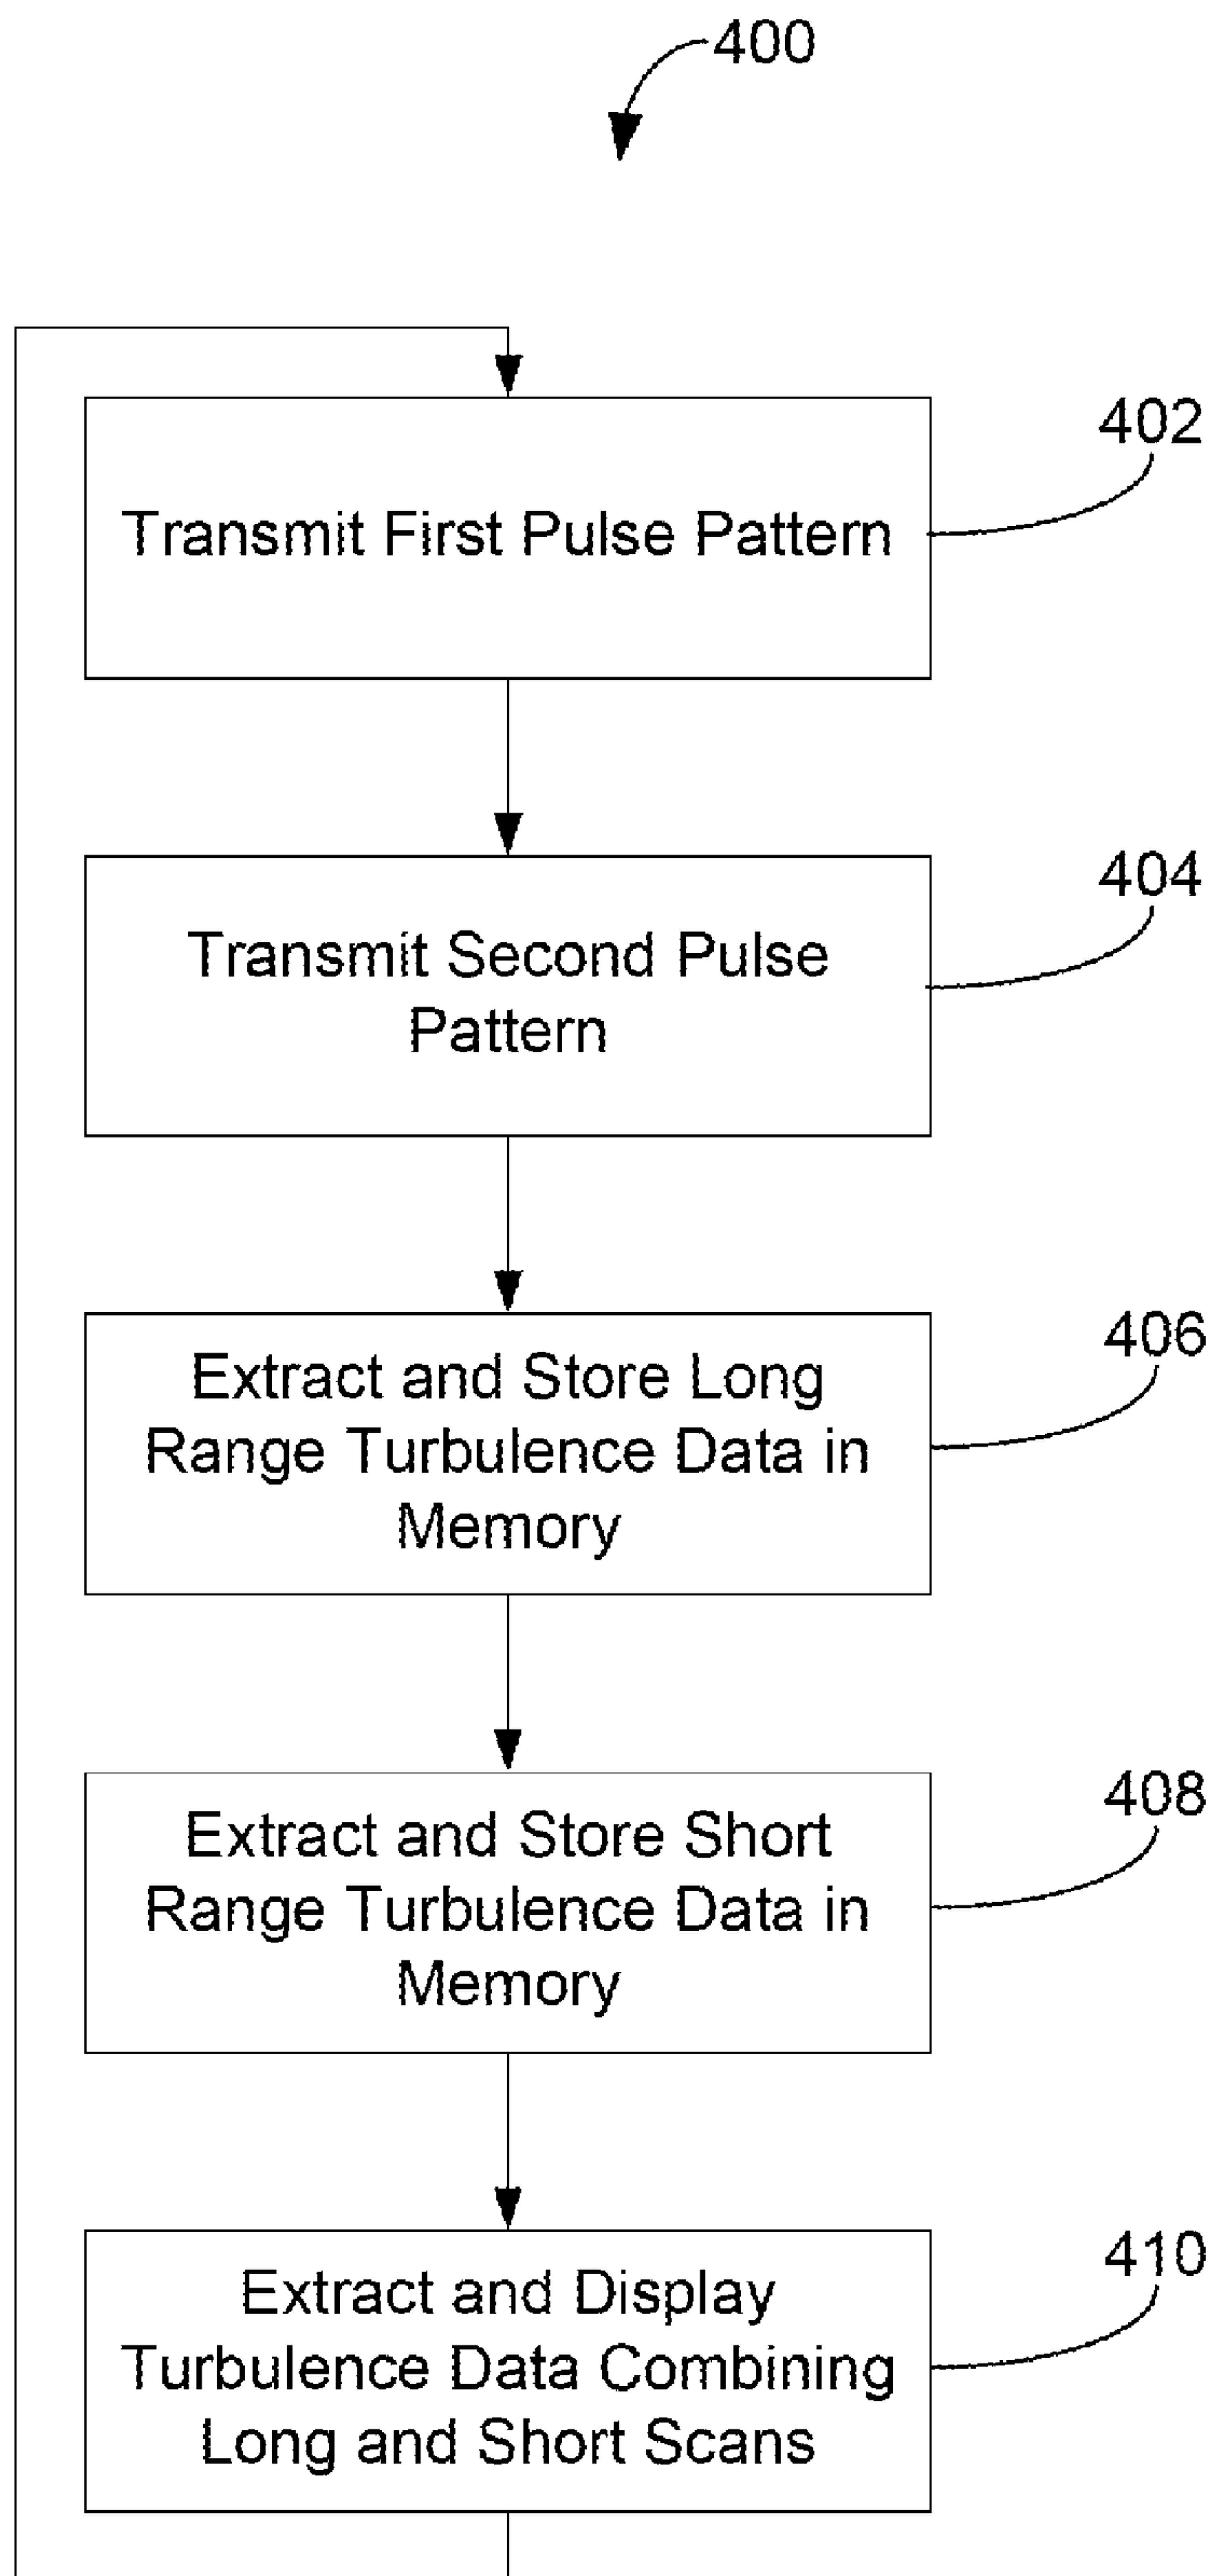 400
402
Transmit First Pulse Pattern
404
Transmit Second Pulse
Pattern
406
Extract and Store Long
Range Turbulence Data in
Memory
408
Extract and Store Short
Range Turbulence Data in
Memory
410
Extract and Display
Turbulence Data Combining
Long and Short Scans